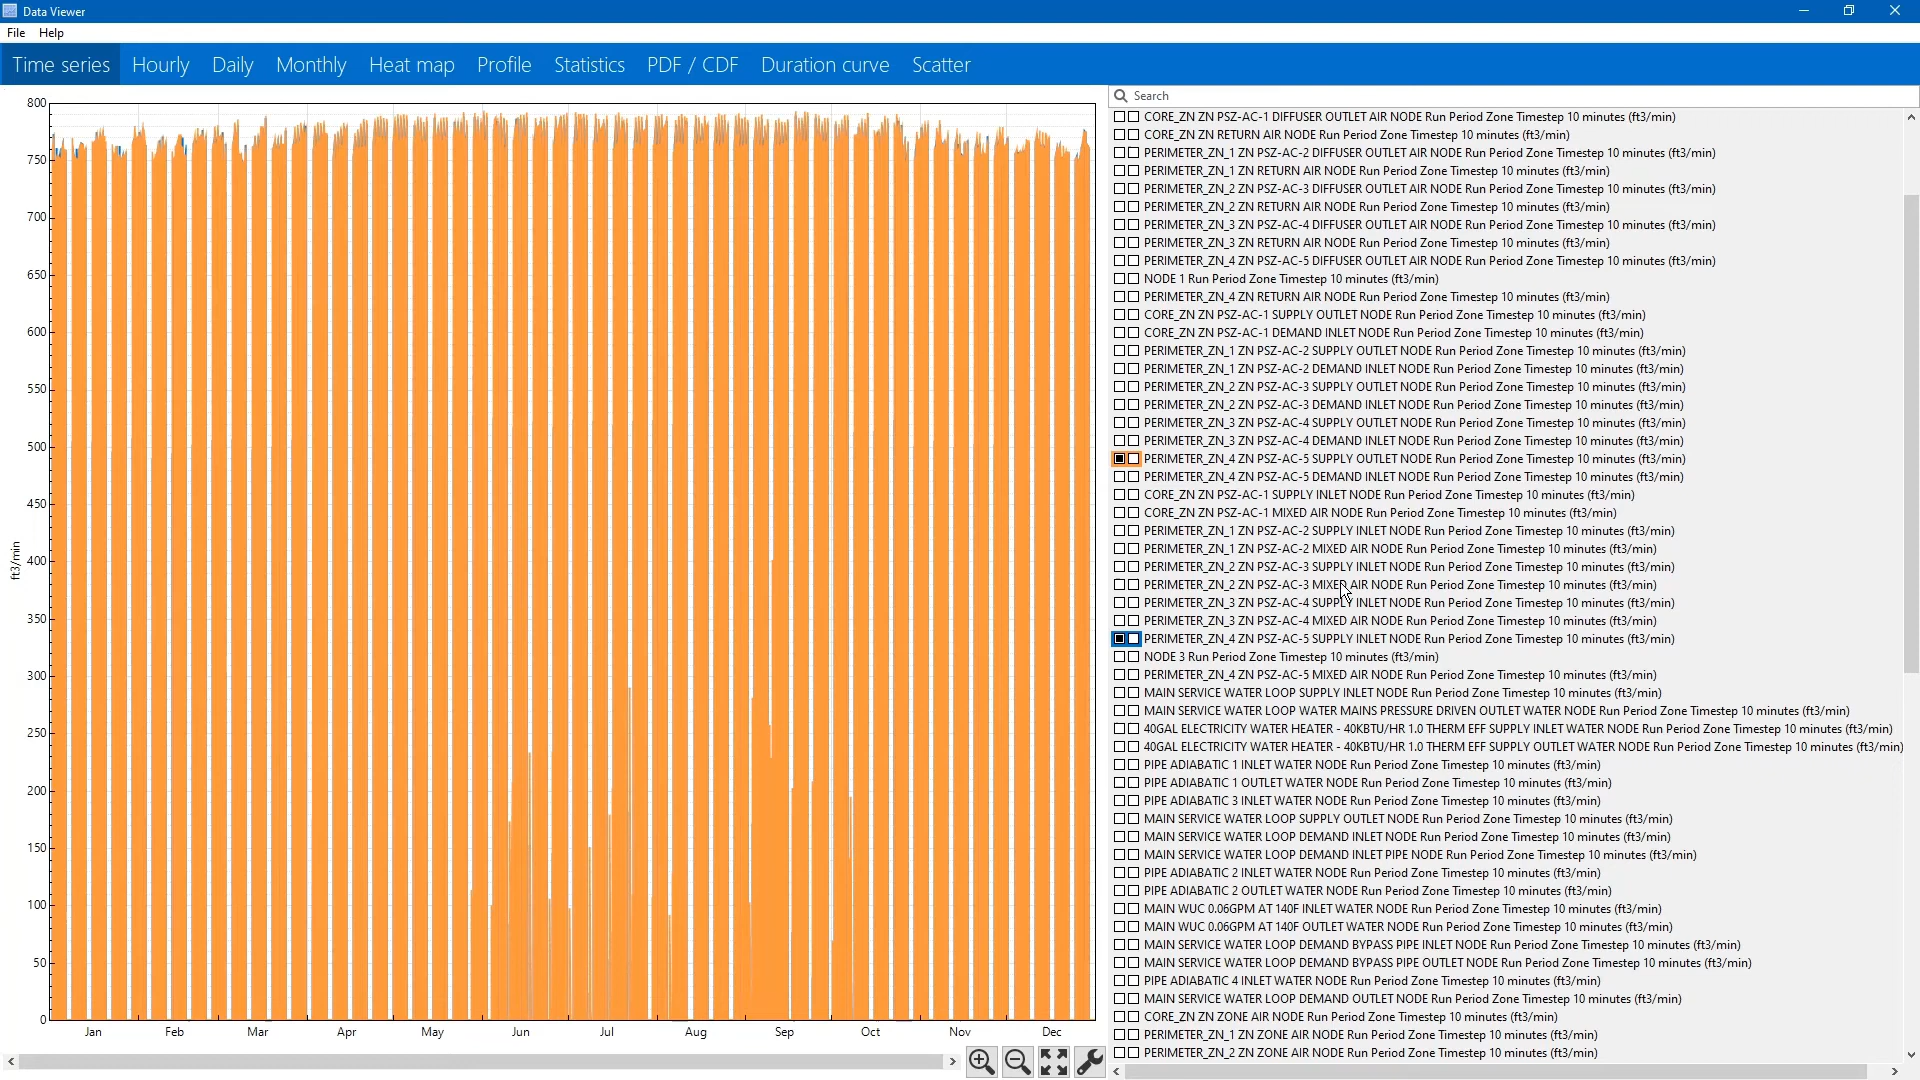 Data Viewer
File Help
Time series Hourly Daily Monthly Heat map Profile Statistics PDF / CDF Duration curve Scatter
800
750
700
650
600
550
500
450
400
350
300
250
200
150
100
50
0
ft3/min
Jan Feb Mar Apr May Jun Jul Aug Sep Oct Nov Dec
Search
CORE_ZN ZN PSZ-AC-1 DIFFUSER OUTLET AIR NODE Run Period Zone Timestep 10 minutes (ft3/min)
CORE_ZN ZN RETURN AIR NODE Run Period Zone Timestep 10 minutes (ft3/min)
PERIMETER_ZN_1 ZN PSZ-AC-2 DIFFUSER OUTLET AIR NODE Run Period Zone Timestep 10 minutes (ft3/min)
PERIMETER_ZN_1 ZN RETURN AIR NODE Run Period Zone Timestep 10 minutes (ft3/min)
PERIMETER_ZN_2 ZN PSZ-AC-3 DIFFUSER OUTLET AIR NODE Run Period Zone Timestep 10 minutes (ft3/min)
PERIMETER_ZN_2 ZN RETURN AIR NODE Run Period Zone Timestep 10 minutes (ft3/min)
PERIMETER_ZN_3 ZN PSZ-AC-4 DIFFUSER OUTLET AIR NODE Run Period Zone Timestep 10 minutes (ft3/min)
PERIMETER_ZN_3 ZN RETURN AIR NODE Run Period Zone Timestep 10 minutes (ft3/min)
PERIMETER_ZN_4 ZN PSZ-AC-5 DIFFUSER OUTLET AIR NODE Run Period Zone Timestep 10 minutes (ft3/min)
NODE 1 Run Period Zone Timestep 10 minutes (ft3/min)
PERIMETER_ZN_4 ZN RETURN AIR NODE Run Period Zone Timestep 10 minutes (ft3/min)
CORE_ZN ZN PSZ-AC-1 SUPPLY OUTLET NODE Run Period Zone Timestep 10 minutes (ft3/min)
CORE_ZN ZN PSZ-AC-1 DEMAND INLET NODE Run Period Zone Timestep 10 minutes (ft3/min)
PERIMETER_ZN_1 ZN PSZ-AC-2 SUPPLY OUTLET NODE Run Period Zone Timestep 10 minutes (ft3/min)
PERIMETER_ZN_1 ZN PSZ-AC-2 DEMAND INLET NODE Run Period Zone Timestep 10 minutes (ft3/min)
PERIMETER_ZN_2 ZN PSZ-AC-3 SUPPLY OUTLET NODE Run Period Zone Timestep 10 minutes (ft3/min)
PERIMETER_ZN_2 ZN PSZ-AC-3 DEMAND INLET NODE Run Period Zone Timestep 10 minutes (ft3/min)
PERIMETER_ZN_3 ZN PSZ-AC-4 SUPPLY OUTLET NODE Run Period Zone Timestep 10 minutes (ft3/min)
PERIMETER_ZN_3 ZN PSZ-AC-4 DEMAND INLET NODE Run Period Zone Timestep 10 minutes (ft3/min)
PERIMETER_ZN_4 ZN PSZ-AC-5 SUPPLY OUTLET NODE Run Period Zone Timestep 10 minutes (ft3/min)
PERIMETER_ZN_4 ZN PSZ-AC-5 DEMAND INLET NODE Run Period Zone Timestep 10 minutes (ft3/min)
CORE_ZN ZN PSZ-AC-1 SUPPLY INLET NODE Run Period Zone Timestep 10 minutes (ft3/min)
CORE_ZN ZN PSZ-AC-1 MIXED AIR NODE Run Period Zone Timestep 10 minutes (ft3/min)
PERIMETER_ZN_1 ZN PSZ-AC-2 SUPPLY INLET NODE Run Period Zone Timestep 10 minutes (ft3/min)
PERIMETER_ZN_1 ZN PSZ-AC-2 MIXED AIR NODE Run Period Zone Timestep 10 minutes (ft3/min)
PERIMETER_ZN_2 ZN PSZ-AC-3 SUPPLY INLET NODE Run Period Zone Timestep 10 minutes (ft3/min)
PERIMETER_ZN_2 ZN PSZ-AC-3 MIXED AIR NODE Run Period Zone Timestep 10 minutes (ft3/min)
PERIMETER_ZN_3 ZN PSZ-AC-4 SUPPLY INLET NODE Run Period Zone Timestep 10 minutes (ft3/min)
PERIMETER_ZN_3 ZN PSZ-AC-4 MIXED AIR NODE Run Period Zone Timestep 10 minutes (ft3/min)
PERIMETER_ZN_4 ZN PSZ-AC-5 SUPPLY INLET NODE Run Period Zone Timestep 10 minutes (ft3/min)
NODE 3 Run Period Zone Timestep 10 minutes (ft3/min)
PERIMETER_ZN_4 ZN PSZ-AC-5 MIXED AIR NODE Run Period Zone Timestep 10 minutes (ft3/min)
MAIN SERVICE WATER LOOP SUPPLY INLET NODE Run Period Zone Timestep 10 minutes (ft3/min)
MAIN SERVICE WATER LOOP WATER MAINS PRESSURE DRIVEN OUTLET WATER NODE Run Period Zone Timestep 10 minutes (ft3/min)
40GAL ELECTRICITY WATER HEATER - 40KBTU/HR 1.0 THERM EFF SUPPLY INLET WATER NODE Run Period Zone Timestep 10 minutes (ft3/min)
40GAL ELECTRICITY WATER HEATER - 40KBTU/HR 1.0 THERM EFF SUPPLY OUTLET WATER NODE Run Period Zone Timestep 10 minutes (ft3/min)
PIPE ADIABATIC 1 INLET WATER NODE Run Period Zone Timestep 10 minutes (ft3/min)
PIPE ADIABATIC 1 OUTLET WATER NODE Run Period Zone Timestep 10 minutes (ft3/min)
PIPE ADIABATIC 3 INLET WATER NODE Run Period Zone Timestep 10 minutes (ft3/min)
MAIN SERVICE WATER LOOP SUPPLY OUTLET NODE Run Period Zone Timestep 10 minutes (ft3/min)
MAIN SERVICE WATER LOOP DEMAND INLET NODE Run Period Zone Timestep 10 minutes (ft3/min)
MAIN SERVICE WATER LOOP DEMAND INLET PIPE NODE Run Period Zone Timestep 10 minutes (ft3/min)
PIPE ADIABATIC 2 INLET WATER NODE Run Period Zone Timestep 10 minutes (ft3/min)
PIPE ADIABATIC 2 OUTLET WATER NODE Run Period Zone Timestep 10 minutes (ft3/min)
MAIN WUC 0.06GPM AT 140F INLET WATER NODE Run Period Zone Timestep 10 minutes (ft3/min)
MAIN WUC 0.06GPM AT 140F OUTLET WATER NODE Run Period Zone Timestep 10 minutes (ft3/min)
MAIN SERVICE WATER LOOP DEMAND BYPASS PIPE INLET NODE Run Period Zone Timestep 10 minutes (ft3/min)
MAIN SERVICE WATER LOOP DEMAND BYPASS PIPE OUTLET NODE Run Period Zone Timestep 10 minutes (ft3/min)
PIPE ADIABATIC 4 INLET WATER NODE Run Period Zone Timestep 10 minutes (ft3/min)
MAIN SERVICE WATER LOOP DEMAND OUTLET NODE Run Period Zone Timestep 10 minutes (ft3/min)
CORE_ZN ZN ZONE AIR NODE Run Period Zone Timestep 10 minutes (ft3/min)
PERIMETER_ZN_1 ZN ZONE AIR NODE Run Period Zone Timestep 10 minutes (ft3/min)
PERIMETER_ZN_2 ZN ZONE AIR NODE Run Period Zone Timestep 10 minutes (ft3/min)